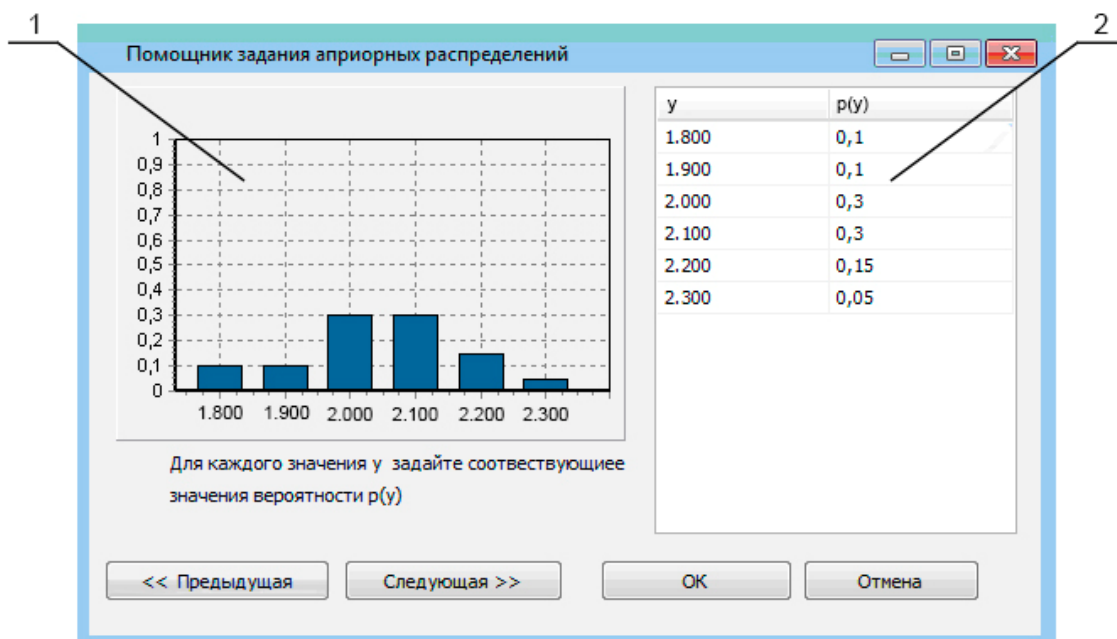 1
2
Помощник задания априорных распределений
y p(y)
1.800 0,1
1.900 0,1
2.000 0,3
2.100 0,3
2.200 0,15
2.300 0,05
1
0,9
0,8
0,7
0,6
0,5
0,4
0,3
0,2
0,1
0
1.800 1.900 2.000 2.100 2.200 2.300
Для каждого значения y задайте соотвествующиее
значения вероятности p(y)
<< Предыдущая
Следующая >>
OK
Отмена